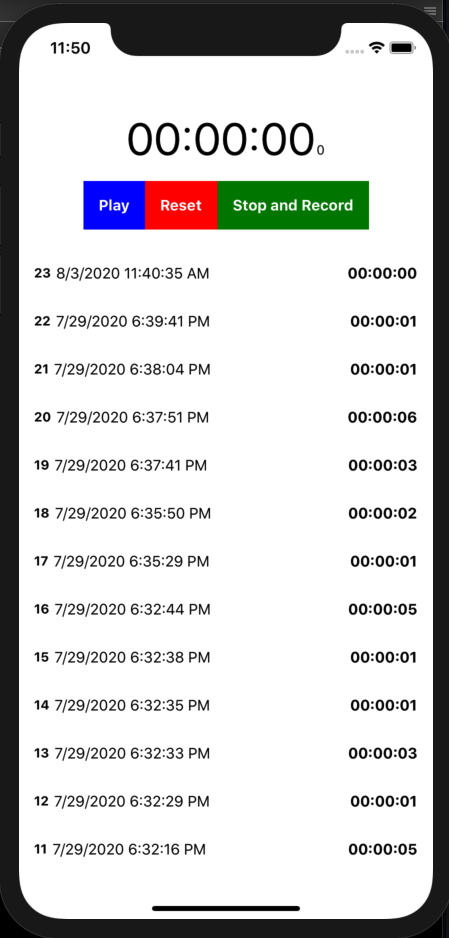 11:50
00:00:00 0
Play Reset Stop and Record
23 8/3/2020 11:40:35 AM 00:00:00
22 7/29/2020 6:39:41 PM 00:00:01
21 7/29/2020 6:38:04 PM 00:00:01
20 7/29/2020 6:37:51 PM 00:00:06
19 7/29/2020 6:37:41 PM 00:00:03
18 7/29/2020 6:35:50 PM 00:00:02
17 7/29/2020 6:35:29 PM 00:00:01
16 7/29/2020 6:32:44 PM 00:00:05
15 7/29/2020 6:32:38 PM 00:00:01
14 7/29/2020 6:32:35 PM 00:00:01
13 7/29/2020 6:32:33 PM 00:00:03
12 7/29/2020 6:32:29 PM 00:00:01
11 7/29/2020 6:32:16 PM 00:00:05